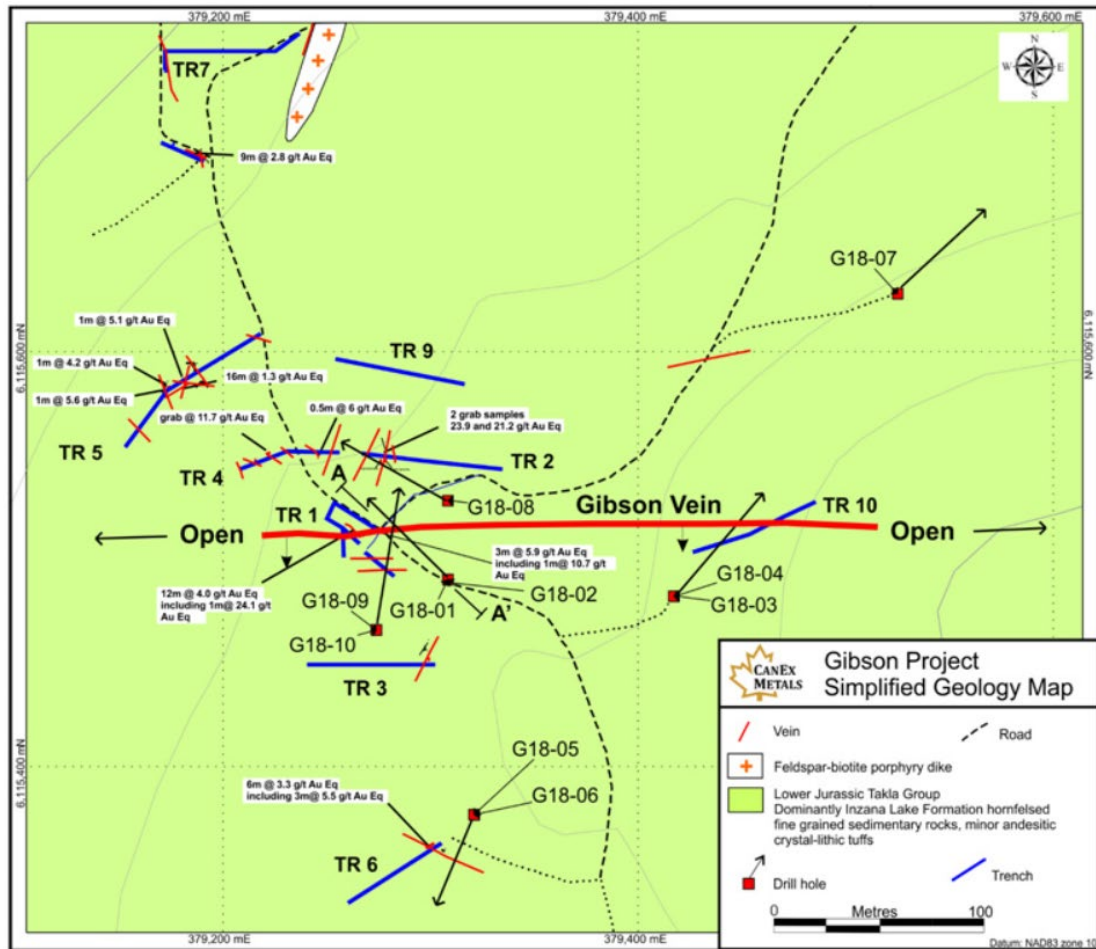 379,200 mE
379,400 mE
379,600 mE
N
W E
S
TR7
9m @ 2.8 g/t Au Eq
G18-07
6,115,600 mN
6,115,600 mN
1m @ 5.1 g/t Au Eq
1m @ 4.2 g/t Au Eq
16m @ 1.3 g/t Au Eq
1m @ 5.6 g/t Au Eq
grab @ 11.7 g/t Au Eq
0.5m @ 6 g/t Au Eq
TR 9
2 grab samples
23.9 and 21.2 g/t Au Eq
TR 5
TR 4
TR 2
A
G18-08
Gibson Vein
TR 10
TR 1
Open
Open
3m @ 5.9 g/t Au Eq
including 1m@ 10.7 g/t
Au Eq
12m @ 4.0 g/t Au Eq
including 1m@ 24.1 g/t
Au Eq
G18-09
G18-01
G18-02
G18-04
G18-03
A'
G18-10
TR 3
6,115,400 mN
6,115,400 mN
G18-05
G18-06
6m @ 3.3 g/t Au Eq
including 3m@ 5.5 g/t Au Eq
TR 6
CANEX
METALS
Gibson Project
Simplified Geology Map
Vein
Road
Feldspar-biotite porphyry dike
Lower Jurassic Takla Group
Dominantly Inzana Lake Formation hornfelsed
fine grained sedimentary rocks, minor andesitic
crystal-lithic tuffs
Drill hole
Trench
0 Metres 100
Datum: NAD83 zone 10
379,200 mE
379,400 mE